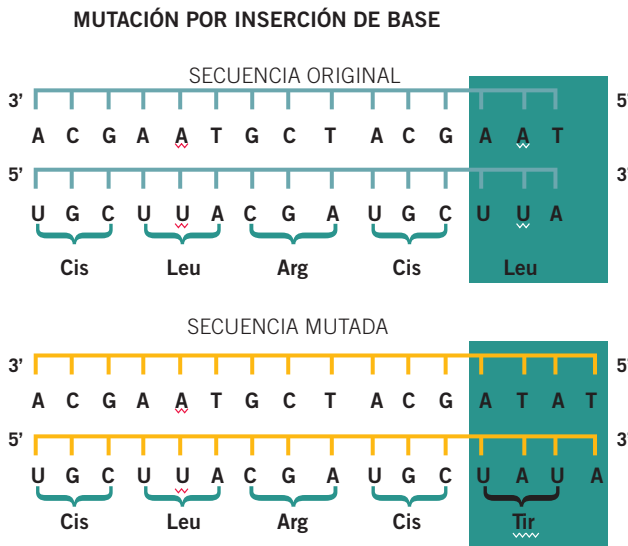 MUTACIÓN POR INSERCIÓN DE BASE
SECUENCIA ORIGINAL
3’ 5’
A C G A A T G C T A C G A A T
5’ 3’
U G C U U A C G A U G C U U A
Cis Leu Arg Cis Leu
SECUENCIA MUTADA
3’ 5’
A C G A A T G C T A C G A T A T
5’ 3’
U G C U U A C G A U G C U A U A
Cis Leu Arg Cis Tir